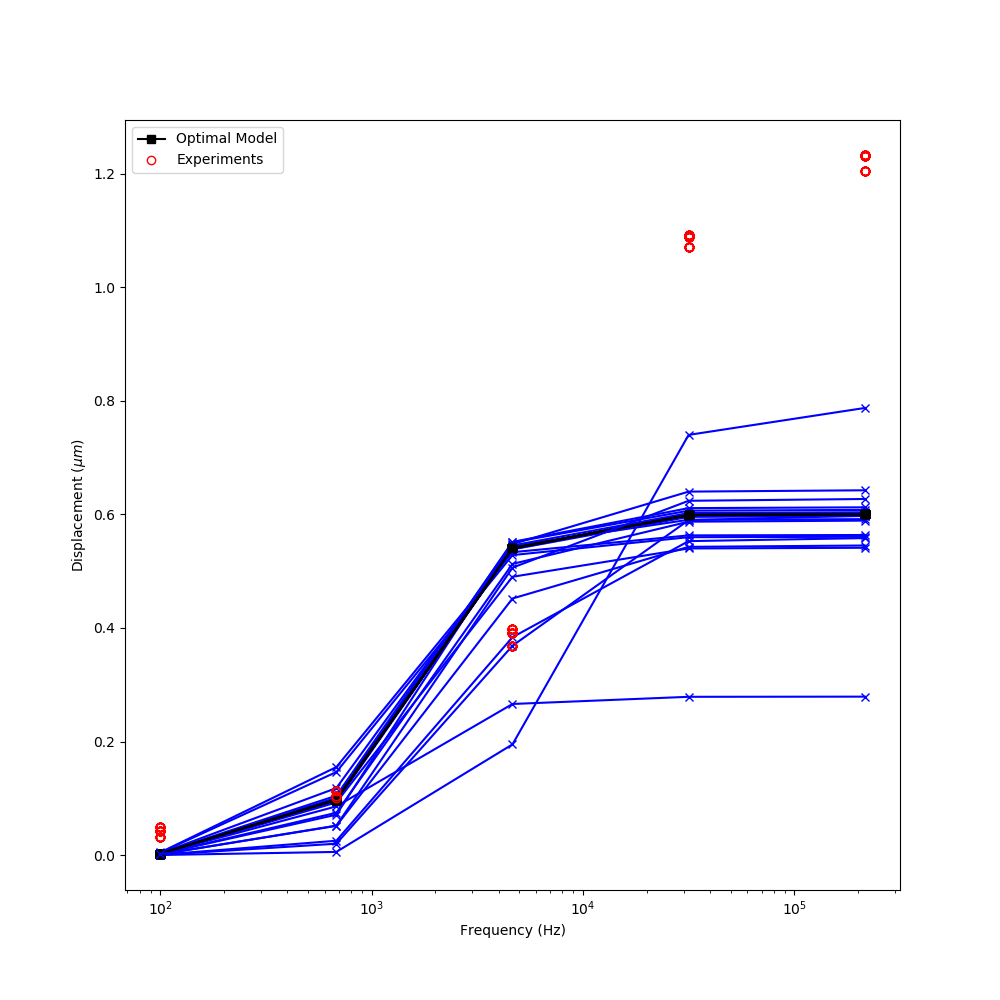 Optimal Model
Experiments
1.2
1.0
0.8
0.6
0.4
0.2
0.0
Displacement (μm)
10²
10³
10⁴
10⁵
Frequency (Hz)